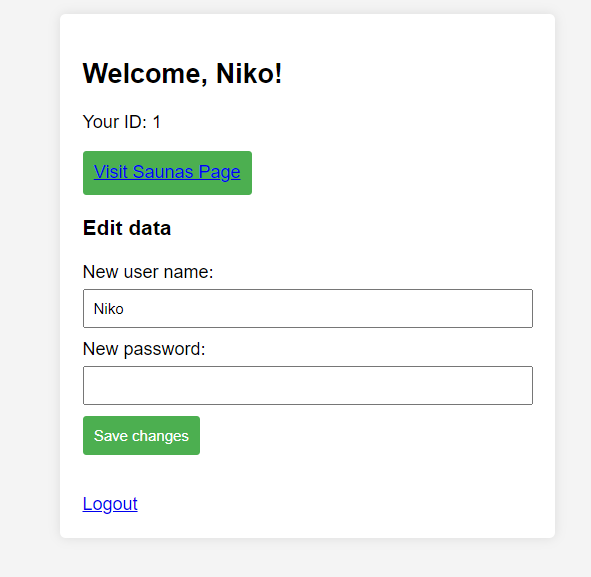 Welcome, Niko!
Your ID: 1
Visit Saunas Page
Edit data
New user name:
Niko
New password:
Save changes
Logout